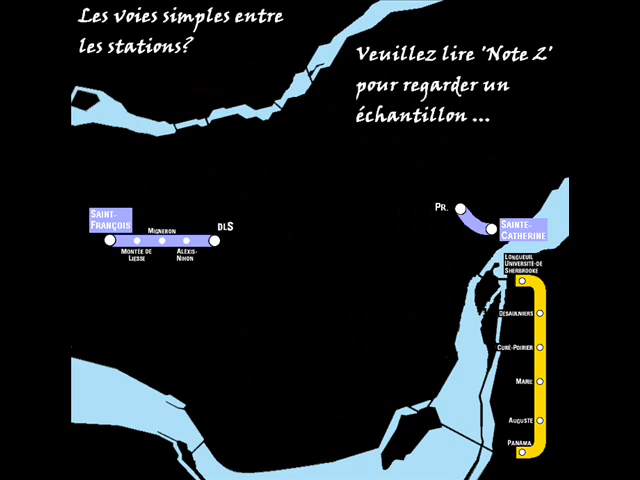 Les voies simples entre
les stations?
Veuillez lire 'Note 2'
pour regarder un
échantillon ...
SAINT-
FRANÇOIS
MONTÉE DE
LIESSE
MIGNERON
ALEXIS-
NIHON
DLS
PR.
SAINTE-
CATHERINE
LONGUEUIL
UNIVERSITÉ-DE
SHERBROOKE
DESAULNIERS
CURÉ-POIRIER
MARIE
AUGUSTE
PANAMA